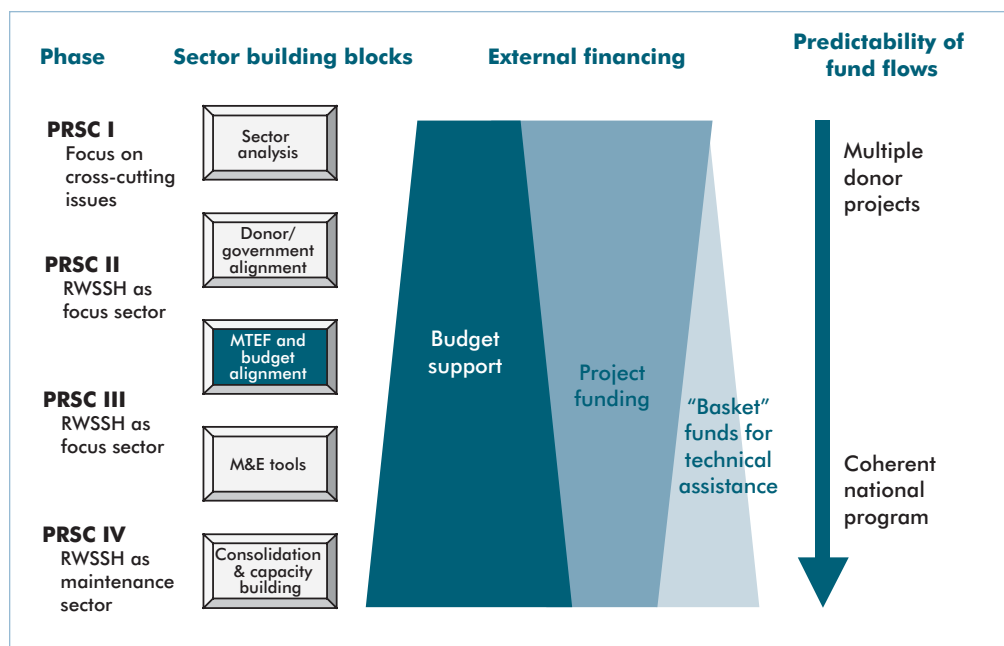 Phase
Sector building blocks
External financing
Predictability of
fund flows
PRSC I
Focus on
cross-cutting
issues
PRSC II
RWSSH as
focus sector
PRSC III
RWSSH as
focus sector
PRSC IV
RWSSH as
maintenance
sector
Sector
analysis
Donor/
government
alignment
MTEF and
budget
alignment
M&E tools
Consolidation
& capacity
building
Budget
support
Project
funding
“Basket”
funds for
technical
assistance
Multiple
donor
projects
Coherent
national
program